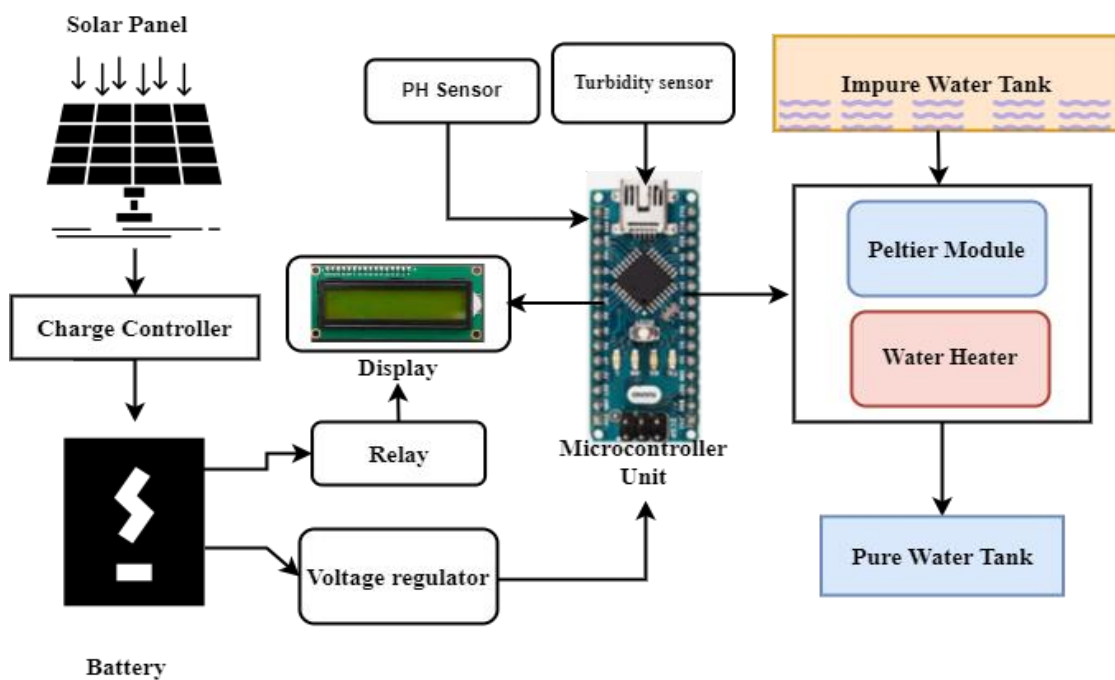 Solar Panel
PH Sensor
Turbidity sensor
Impure Water Tank
Peltier Module
Charge Controller
Water Heater
Display
Relay
Microcontroller
Unit
Voltage regulator
Pure Water Tank
Battery